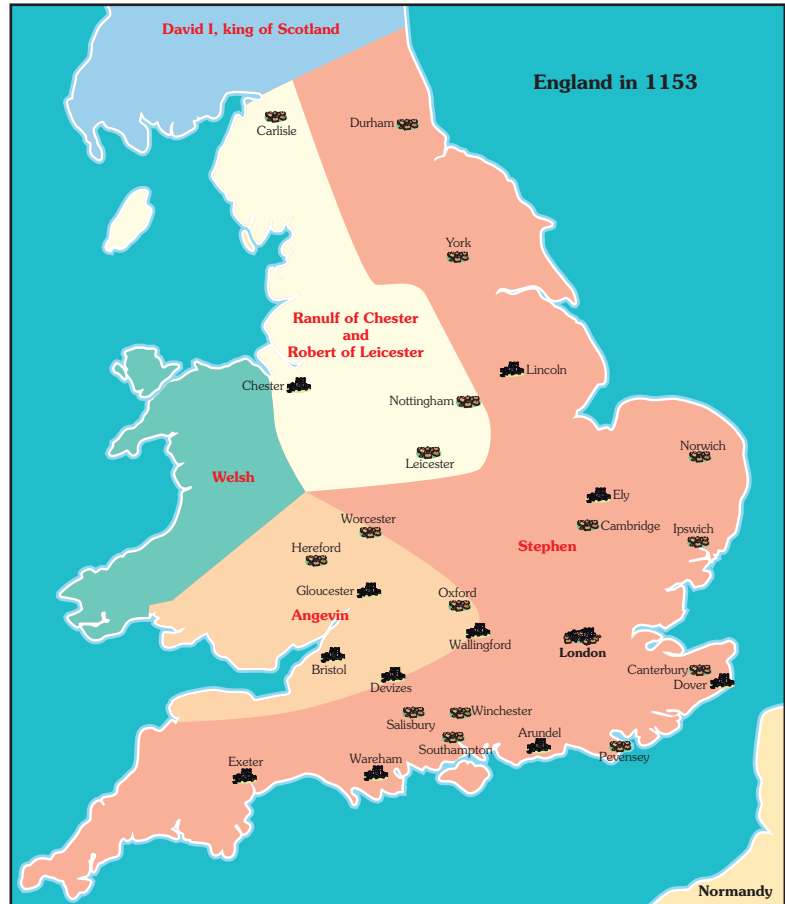 David I, king of Scotland
England in 1153
Carlisle
Durham
York
Ranulf of Chester
and
Robert of Leicester
Chester
Lincoln
Nottingham
Leicester
Norwich
Welsh
Ely
Worcester
Cambridge
Ipswich
Stephen
Hereford
Gloucester
Oxford
Angevin
Wallingford
London
Bristol
Canterbury
Dover
Devizes
Salisbury
Winchester
Southampton
Arundel
Pevensey
Exeter
Wareham
Normandy